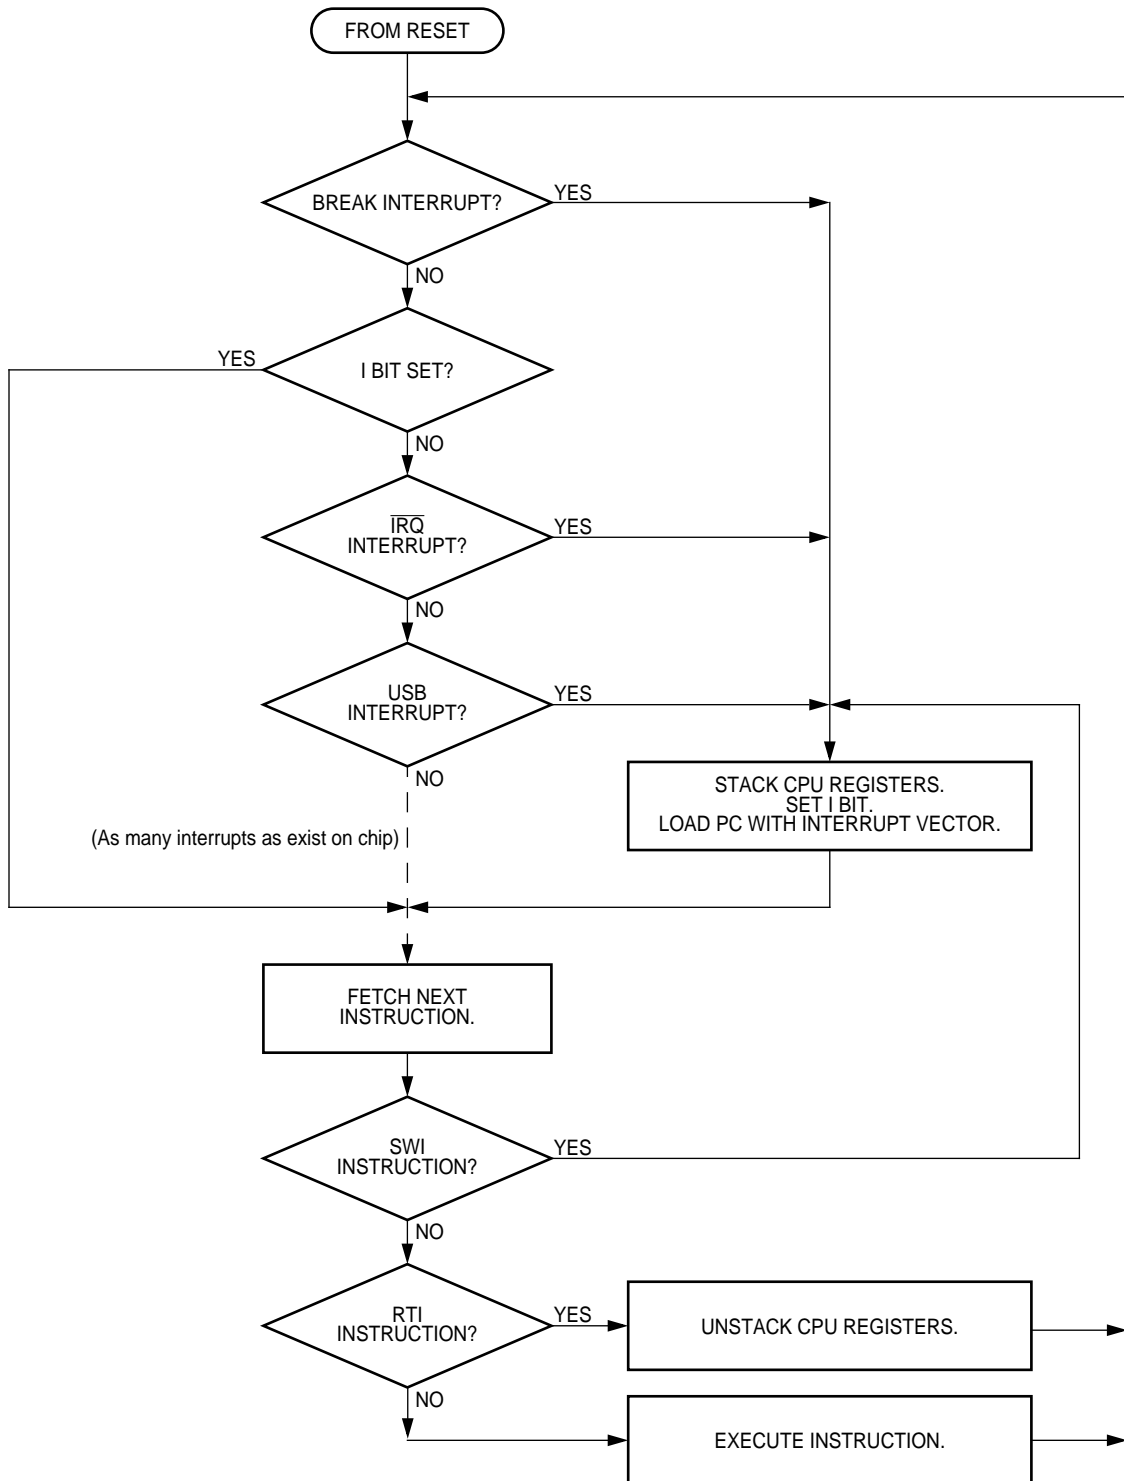 FROM RESET
BREAK INTERRUPT?
YES
NO
YES
I BIT SET?
NO
IRQ
INTERRUPT?
YES
NO
USB
INTERRUPT?
YES
NO
STACK CPU REGISTERS.
SET I BIT.
LOAD PC WITH INTERRUPT VECTOR.
(As many interrupts as exist on chip)
FETCH NEXT
INSTRUCTION.
SWI
INSTRUCTION?
YES
NO
RTI
INSTRUCTION?
YES
UNSTACK CPU REGISTERS.
NO
EXECUTE INSTRUCTION.